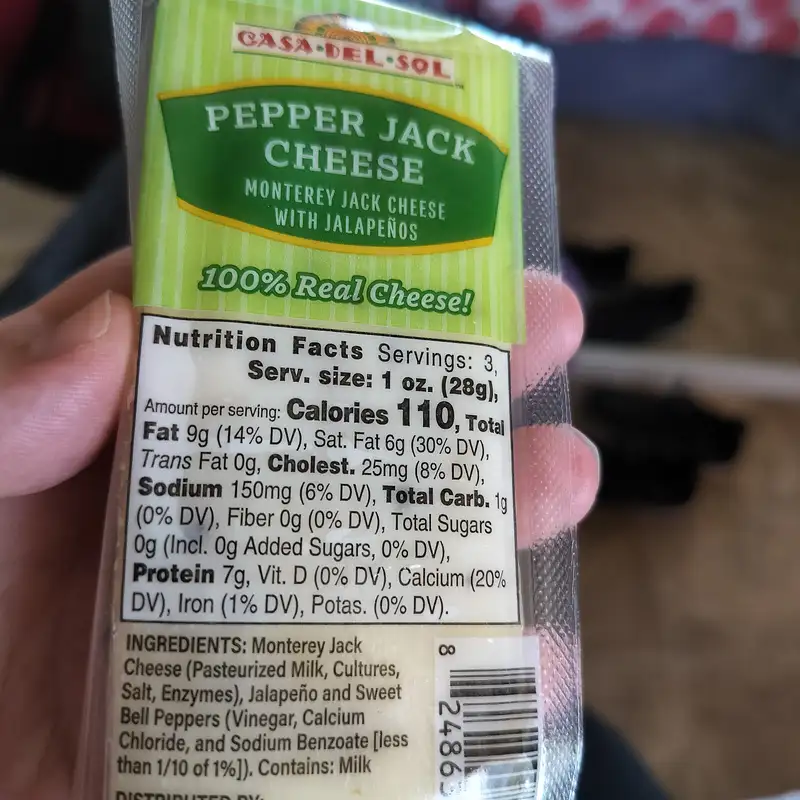 CASA·DEL·SOL
PEPPER JACK
CHEESE
MONTEREY JACK CHEESE
WITH JALAPEÑOS
100% Real Cheese!
Nutrition Facts Servings: 3,
Serv. size: 1 oz. (28g),
Amount per serving: Calories 110, Total
Fat 9g (14% DV), Sat. Fat 6g (30% DV),
Trans Fat 0g, Cholest. 25mg (8% DV),
Sodium 150mg (6% DV), Total Carb. 1g
(0% DV), Fiber 0g (0% DV), Total Sugars
0g (Incl. 0g Added Sugars, 0% DV),
Protein 7g, Vit. D (0% DV), Calcium (20%
DV), Iron (1% DV), Potas. (0% DV).
INGREDIENTS: Monterey Jack
Cheese (Pasteurized Milk, Cultures,
Salt, Enzymes), Jalapeño and Sweet
Bell Peppers (Vinegar, Calcium
Chloride, and Sodium Benzoate [less
than 1/10 of 1%]). Contains: Milk
DISTRIBUTED BY:
8 2486